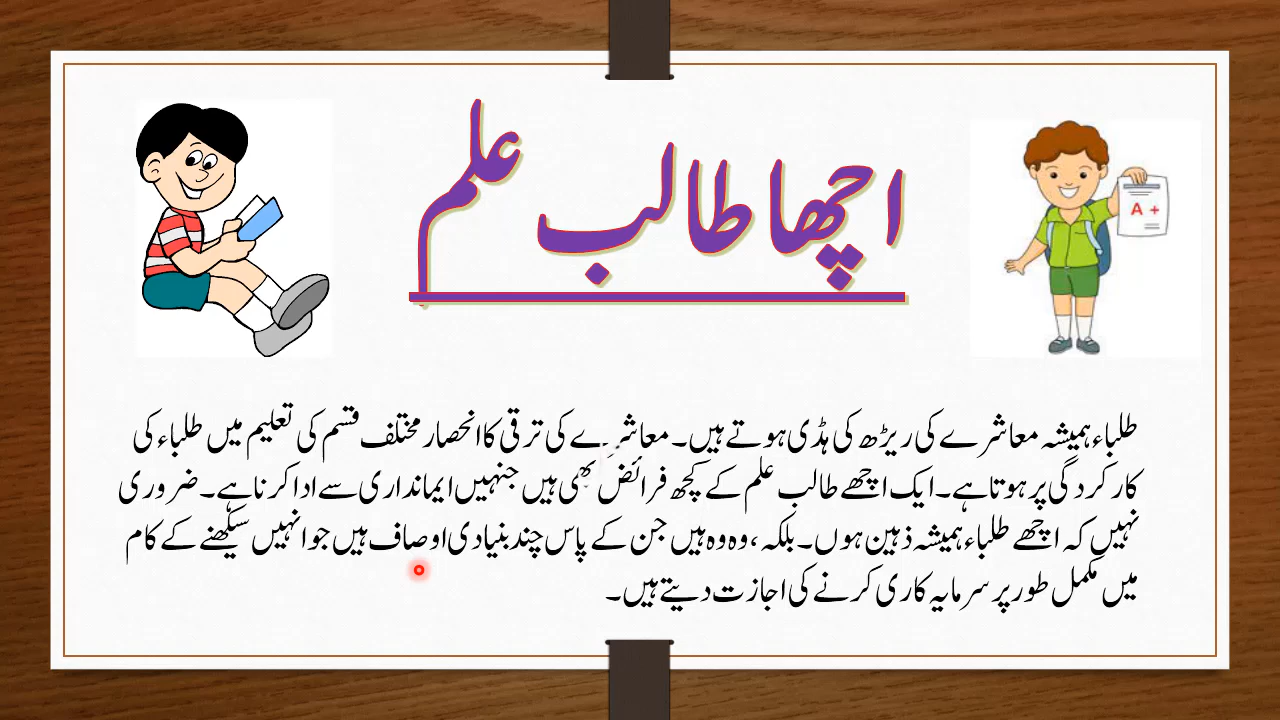 اچھا طالب علم
A +
طلباء ہمیشہ معاشرے کی ریڑھ کی ہڈی ہوتے ہیں۔ معاشرے کی ترقی کا انحصار مختلف قسم کی تعلیم میں طلباء کی
کارکردگی پر ہوتا ہے۔ ایک اچھے طالب علم کے کچھ فرائض بھی ہیں جنہیں ایمانداری سے ادا کرنا ہے۔ ضروری
نہیں کہ اچھے طلباء ہمیشہ ذہین ہوں۔ بلکہ، وہ وہ ہیں جن کے پاس چند بنیادی اوصاف ہیں جو انہیں سیکھنے کے کام
میں مکمل طور پر سرمایہ کاری کرنے کی اجازت دیتے ہیں۔